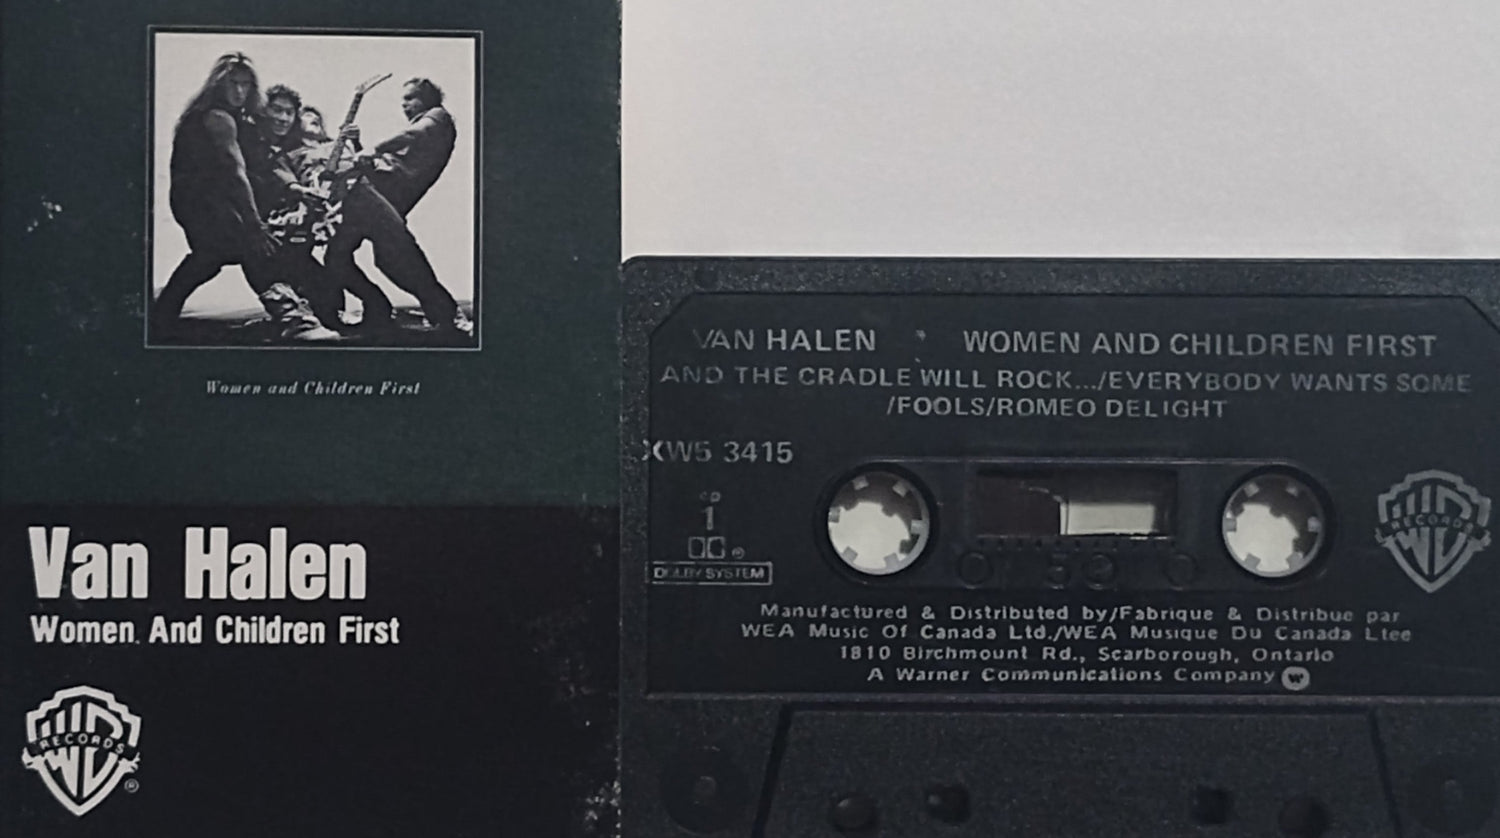 Women and Children First
Van Halen
Women And Children First
RECORDS
®
VAN HALEN WOMEN AND CHILDREN FIRST
AND THE CRADLE WILL ROCK.../EVERYBODY WANTS SOME
/FOOLS/ROMEO DELIGHT
XW5 3415
1
DOLBY SYSTEM
50
RECORDS
Manufactured & Distributed by/Fabrique & Distribue par
WEA Music Of Canada Ltd./WEA Musique Du Canada Ltee
1810 Birchmount Rd., Scarborough, Ontario
A Warner Communications Company